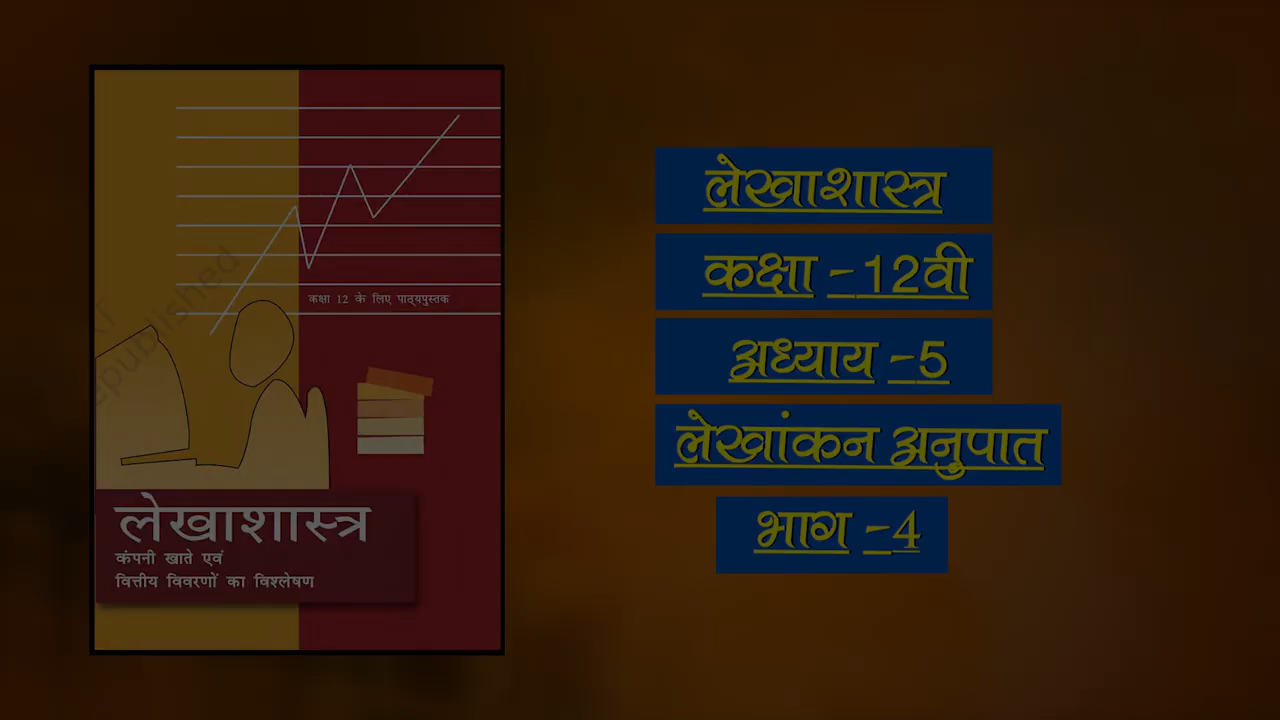 लेखाशास्त्र
कक्षा -12वी
अध्याय -5
लेखांकन अनुपात
भाग -4
कक्षा 12 के लिए पाठ्यपुस्तक
लेखाशास्त्र
कंपनी खाते एवं
वित्तीय विवरणों का विश्लेषण